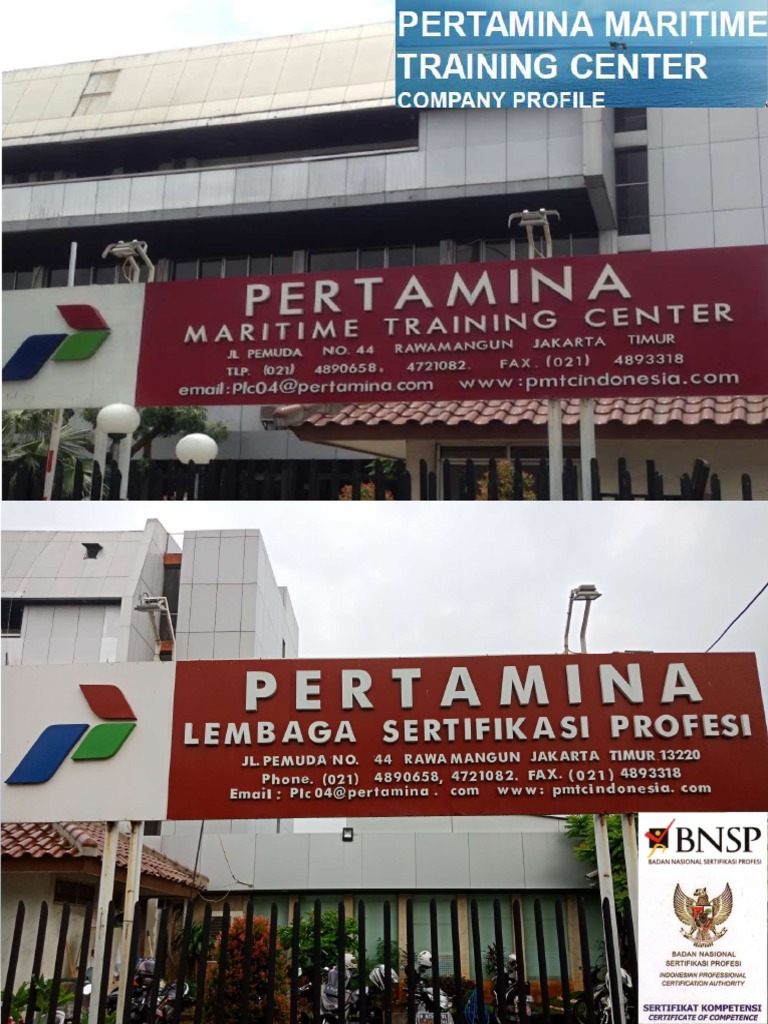 PERTAMINA MARITIME
TRAINING CENTER
COMPANY PROFILE
PERTAMINA
MARITIME TRAINING CENTER
JL PEMUDA NO. 44 RAWAMANGUN JAKARTA TIMUR
TLP. (021) 4890658, 4721082. FAX. (021) 4893318
email:Plc04@pertamina.com www:pmtcindonesia.com
PERTAMINA
LEMBAGA SERTIFIKASI PROFESI
JL. PEMUDA NO. 44 RAWA MANGUN JAKARTA TIMUR 13220
Phone. (021) 4890658, 4721082. FAX. (021) 4893318
Email: Plc04@pertamina . com www: pmtcindonesia. com
BNSP
BADAN NASIONAL SERTIFIKASI PROFESI
BADAN NASIONAL
SERTIFIKASI PROFESI
INDONESIAN PROFESSIONAL
CERTIFICATION AUTHORITY
SERTIFIKAT KOMPETENSI
CERTIFICATE OF COMPETENCE